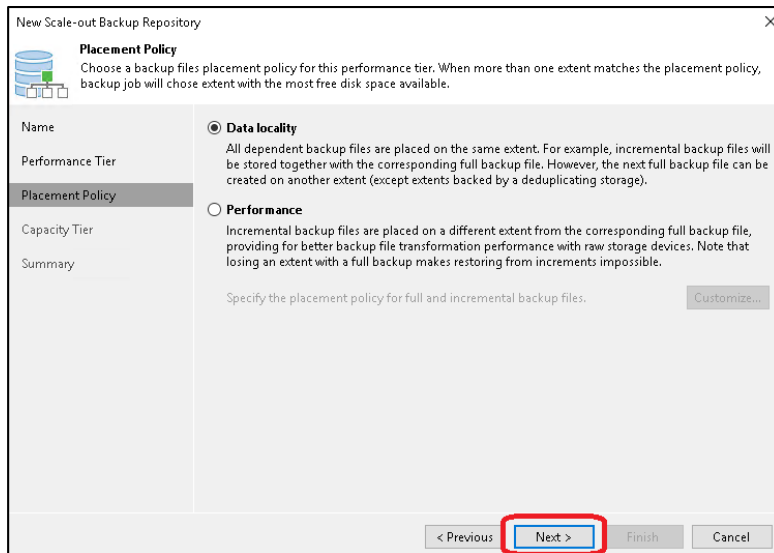 New Scale-out Backup Repository
Placement Policy
Choose a backup files placement policy for this performance tier. When more than one extent matches the placement policy,
backup job will chose extent with the most free disk space available.
Name
Performance Tier
Placement Policy
Capacity Tier
Summary
Data locality
All dependent backup files are placed on the same extent. For example, incremental backup files will
be stored together with the corresponding full backup file. However, the next full backup file can be
created on another extent (except extents backed by a deduplicating storage).
Performance
Incremental backup files are placed on a different extent from the corresponding full backup file,
providing for better backup file transformation performance with raw storage devices. Note that
losing an extent with a full backup makes restoring from increments impossible.
Specify the placement policy for full and incremental backup files.
Customize...
< Previous
Next >
Finish
Cancel